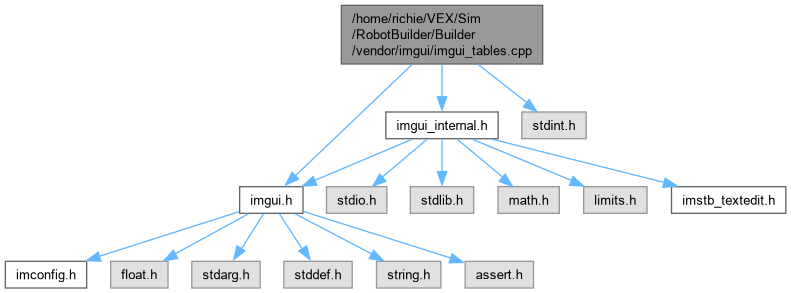 /home/richie/VEX/Sim
/RobotBuilder/Builder
/vendor/imgui/imgui_tables.cpp
imgui_internal.h
stdint.h
imgui.h
stdio.h
stdlib.h
math.h
limits.h
imstb_textedit.h
imconfig.h
float.h
stdarg.h
stddef.h
string.h
assert.h